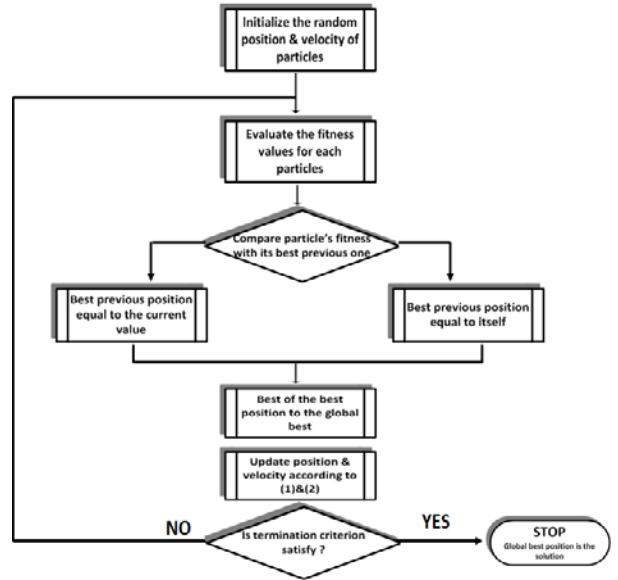 Initialize the random
position & velocity of
particles
Evaluate the fitness
values for each
particles
Compare particle's fitness
with its best previous one
Best previous position
equal to the current
value
Best previous position
equal to itself
Best of the best
position to the global
best
Update position &
velocity according to
(1)&(2)
NO
Is termination criterion
satisfy ?
YES
STOP
Global best position is the
solution